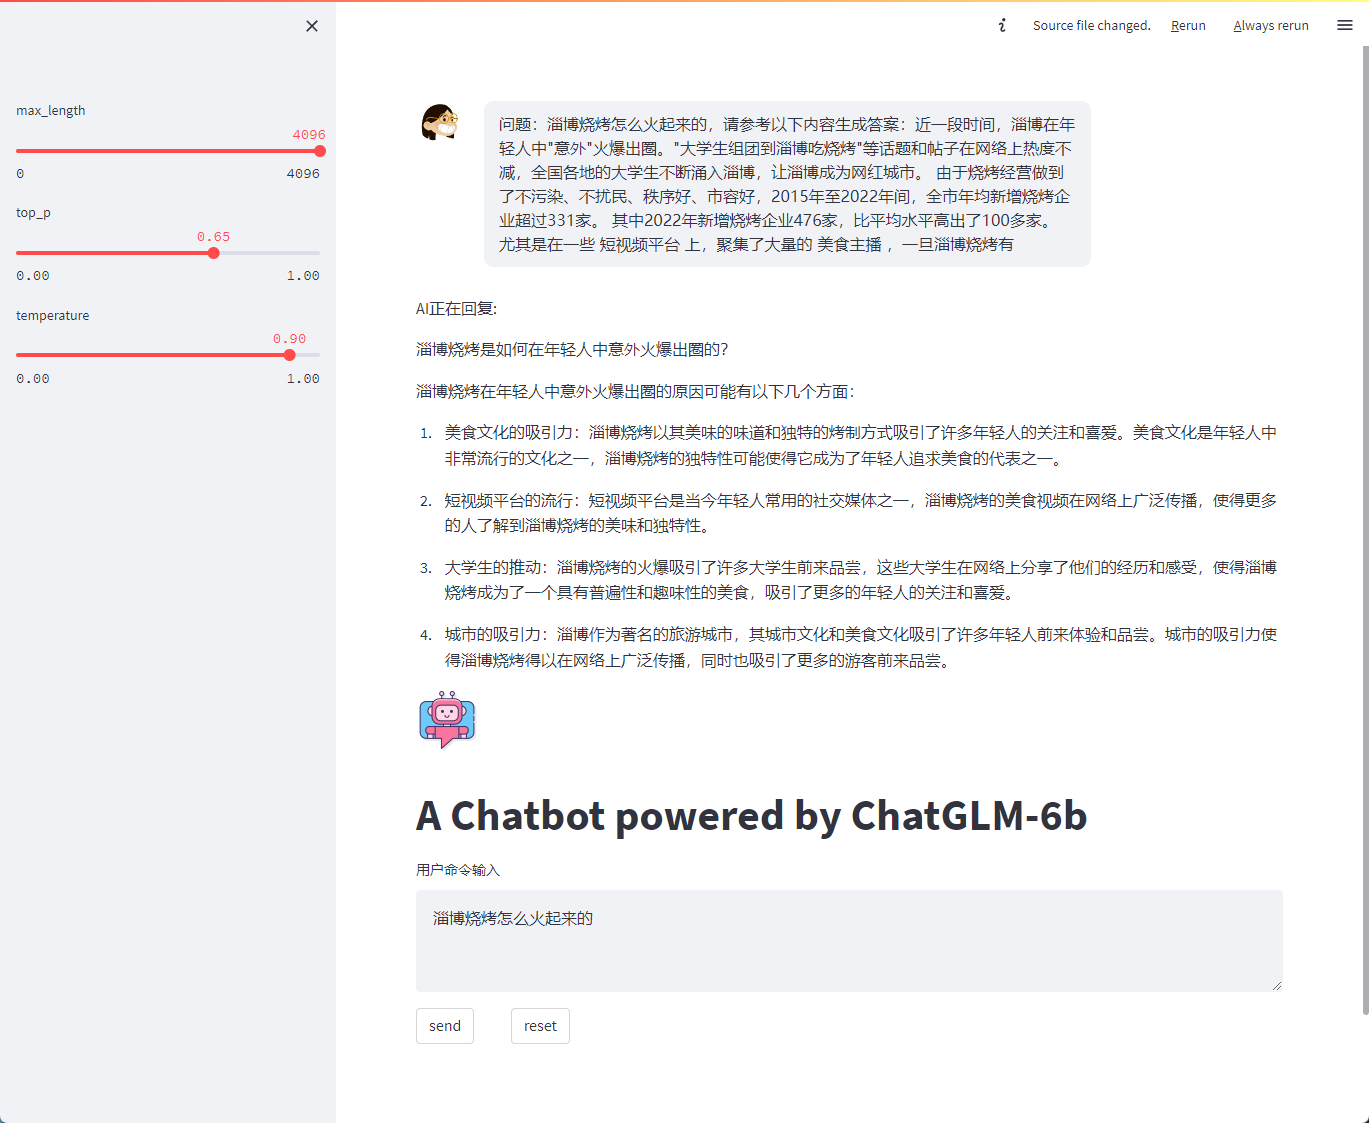 Source file changed.
Rerun
Always rerun
max_length
4096
0
4096
top_p
0.65
0.00
1.00
temperature
0.90
0.00
1.00
问题：淄博烧烤怎么火起来的，请参考以下内容生成答案：近一段时间，淄博在年
轻人中"意外"火爆出圈。"大学生组团到淄博吃烧烤"等话题和帖子在网络上热度不
减，全国各地的大学生不断涌入淄博，让淄博成为网红城市。 由于烧烤经营做到
了不污染、不扰民、秩序好、市容好，2015年至2022年间，全市年均新增烧烤企
业超过331家。 其中2022年新增烧烤企业476家，比平均水平高出了100多家。
尤其是在一些 短视频平台 上，聚集了大量的 美食主播 ，一旦淄博烧烤有
AI正在回复:
淄博烧烤是如何在年轻人中意外火爆出圈的？
淄博烧烤在年轻人中意外火爆出圈的原因可能有以下几个方面：
1. 美食文化的吸引力：淄博烧烤以其美味的味道和独特的烤制方式吸引了许多年轻人的关注和喜爱。美食文化是年轻人中
非常流行的文化之一，淄博烧烤的独特性可能使得它成为了年轻人追求美食的代表之一。
2. 短视频平台的流行：短视频平台是当今年轻人常用的社交媒体之一，淄博烧烤的美食视频在网络上广泛传播，使得更多
的人了解到淄博烧烤的美味和独特性。
3. 大学生的推动：淄博烧烤的火爆吸引了许多大学生前来品尝，这些大学生在网络上分享了他们的经历和感受，使得淄博
烧烤成为了一个具有普遍性和趣味性的美食，吸引了更多的年轻人的关注和喜爱。
4. 城市的吸引力：淄博作为著名的旅游城市，其城市文化和美食文化吸引了许多年轻人前来体验和品尝。城市的吸引力使
得淄博烧烤得以在网络上广泛传播，同时也吸引了更多的游客前来品尝。
A Chatbot powered by ChatGLM-6b
用户命令输入
淄博烧烤怎么火起来的
send
reset